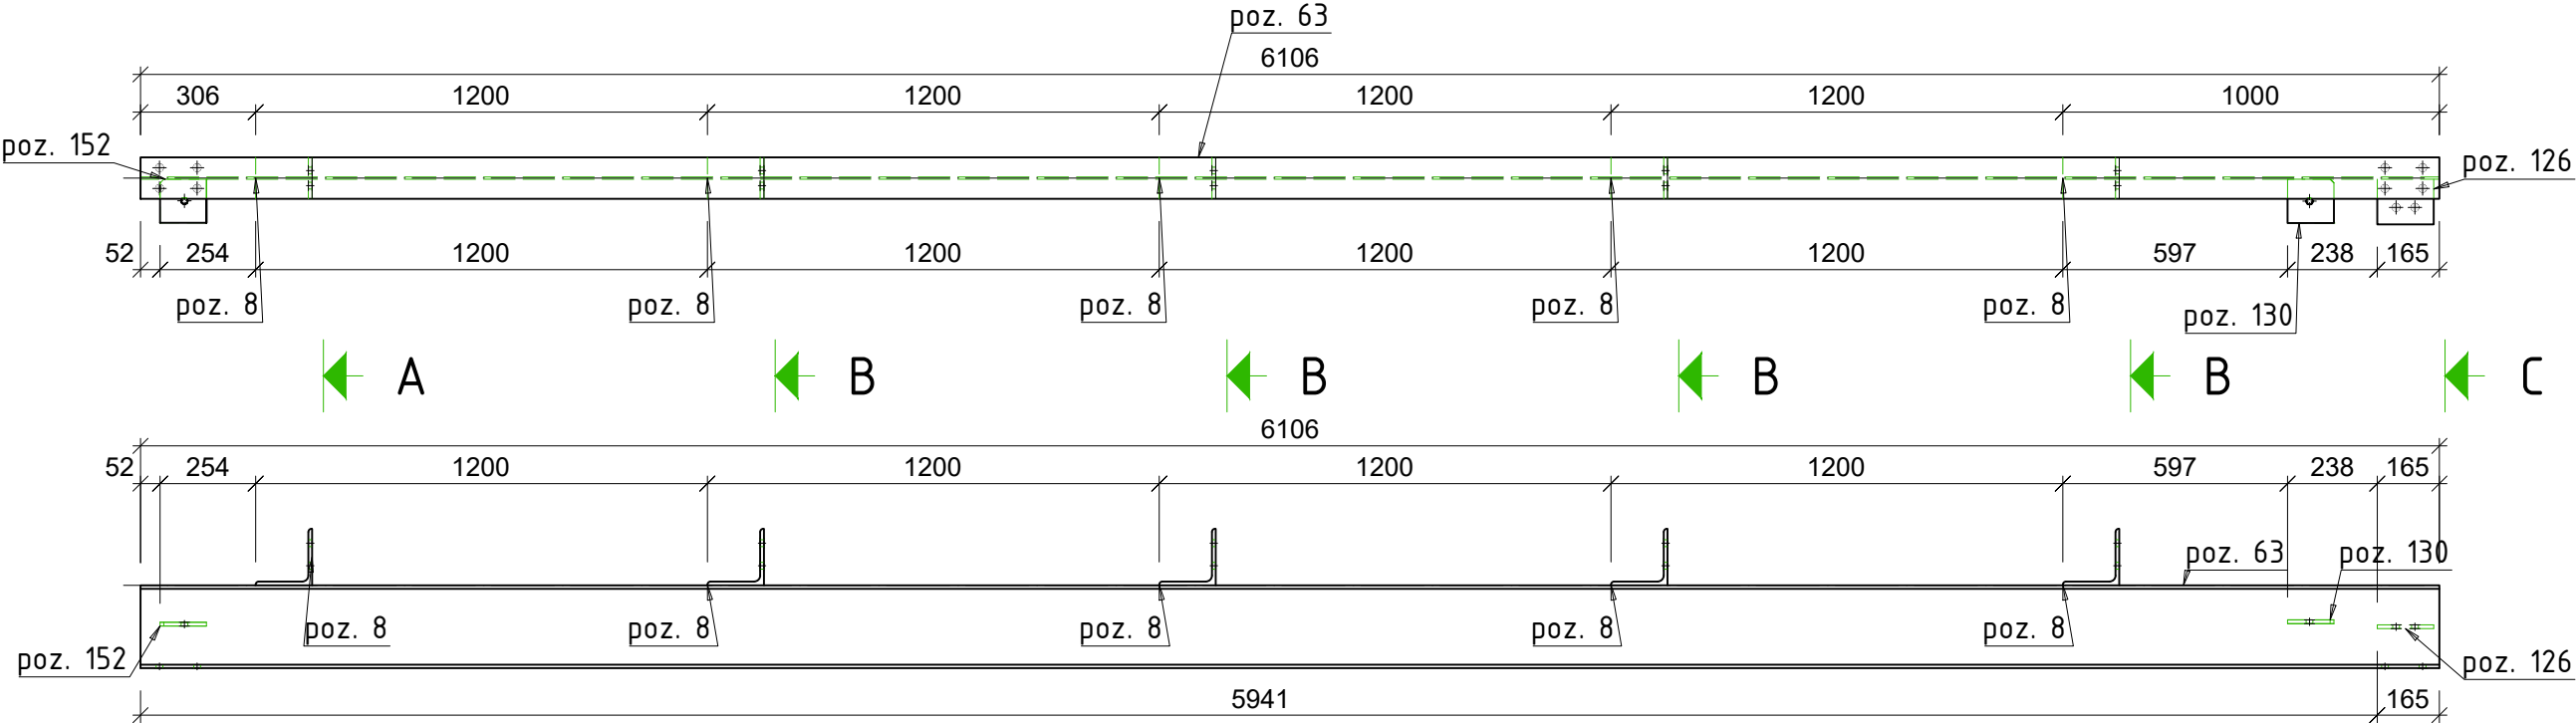 poz. 63
6106
306 1200 1200 1200 1200 1000
poz. 152
poz. 126
52 254 1200 1200 1200 1200 597 238 165
poz. 8 poz. 8 poz. 8 poz. 8 poz. 8 poz. 130
A B B B B C
6106
52 254 1200 1200 1200 1200 597 238 165
poz. 63 poz. 130
poz. 8 poz. 8 poz. 8 poz. 8 poz. 8
poz. 152 poz. 126
5941 165